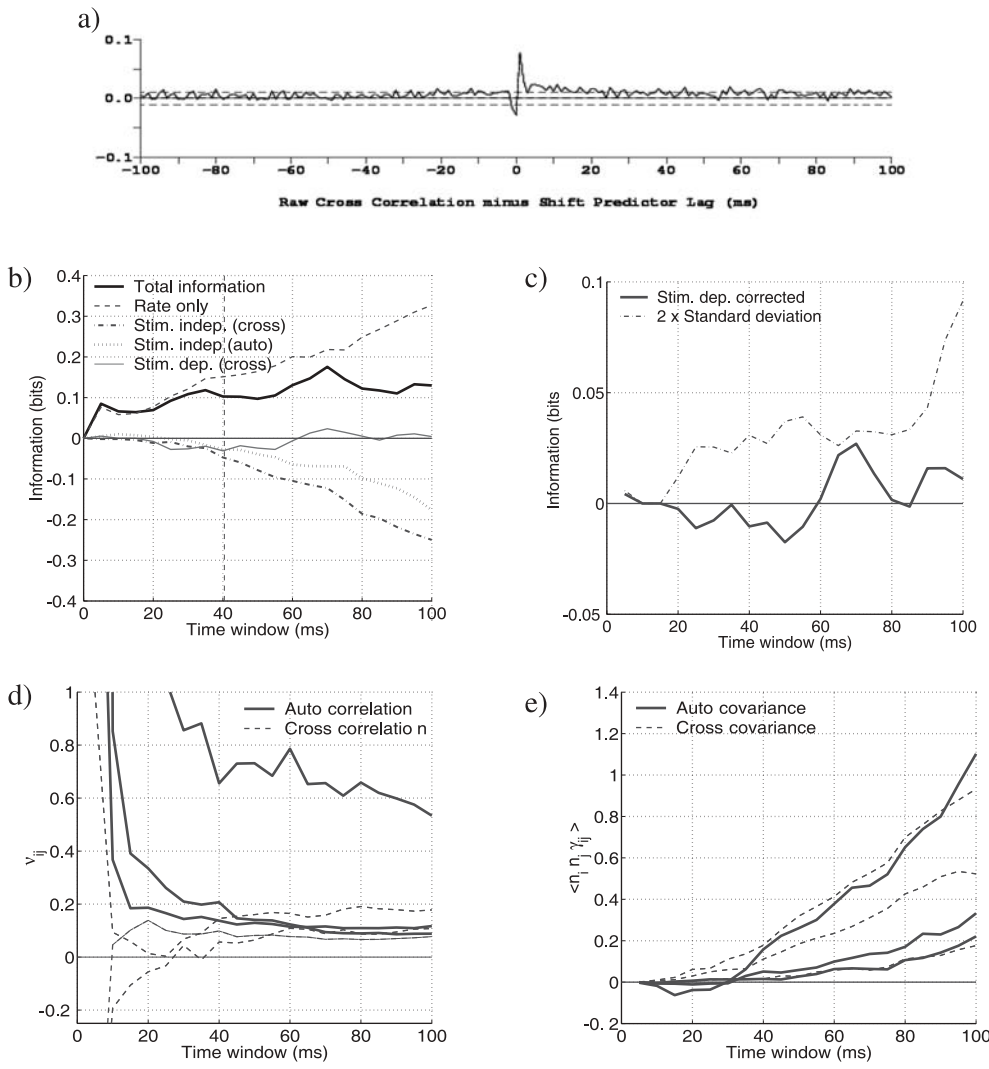 a)
0.1
0.0
-0.1
-100 -80 -60 -40 -20 0 20 40 60 80 100
Raw Cross Correlation minus Shift Predictor Lag (ms)
b)
0.4
0.3
0.2
0.1
0
-0.1
-0.2
-0.3
-0.4
Information (bits)
Total information
Rate only
Stim. indep. (cross)
Stim. indep (auto)
Stim. dep. (cross)
0 20 40 60 80 100
Time window (ms)
c)
0.1
0.05
0
-0.05
Information (bits
Stim. dep. corrected
2 x Standard deviation
0 20 40 60 80 100
Time window (ms)
d)
1
0.8
0.6
0.4
0.2
0
-0.2
νij
Auto correlation
Cross correlatio n
0 20 40 60 80 100
Time window (ms)
e)
1.4
1.2
1
0.8
0.6
0.4
0.2
0
-0. 2
<ni nj γij >
Auto covariance
Cross covariance
0 20 40 60 80 100
Time window (ms)